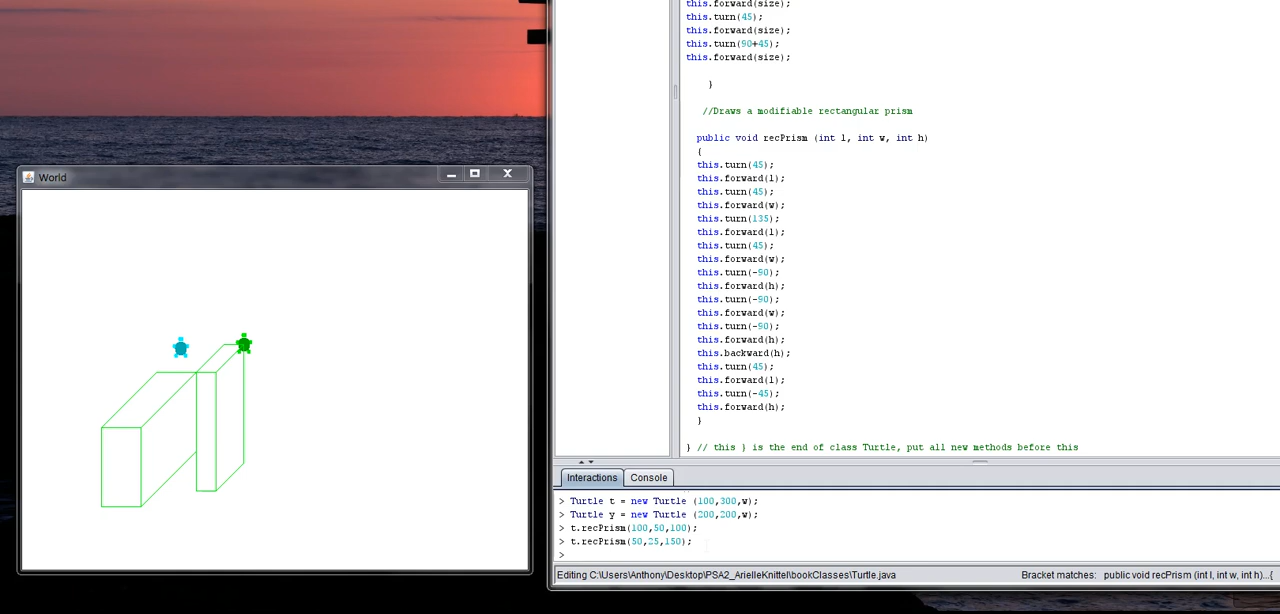 this.forward(size);
this.turn(45);
this.forward(size);
this.turn(90+45);
this.forward(size);
}
//Draws a modifiable rectangular prism
public void recPrism (int l, int w, int h)
{
this.turn(45);
this.forward(l);
this.turn(45);
this.forward(w);
this.turn(135);
this.forward(l);
this.turn(45);
this.forward(w);
this.turn(-90);
this.forward(h);
this.turn(-90);
this.forward(w);
this.turn(-90);
this.forward(h);
this.backward(h);
this.turn(45);
this.forward(l);
this.turn(-45);
this.forward(h);
}
} // this } is the end of class Turtle, put all new methods before this
World
Interactions
Console
> Turtle t = new Turtle (100,300,w);
> Turtle y = new Turtle (200,200,w);
> t.recPrism(100,50,100);
> t.recPrism(50,25,150);
>
Editing C:\Users\Anthony\Desktop\PSA2_ArielleKnittel\bookClasses\Turtle.java
Bracket matches: public void recPrism (int l, int w, int h)...{